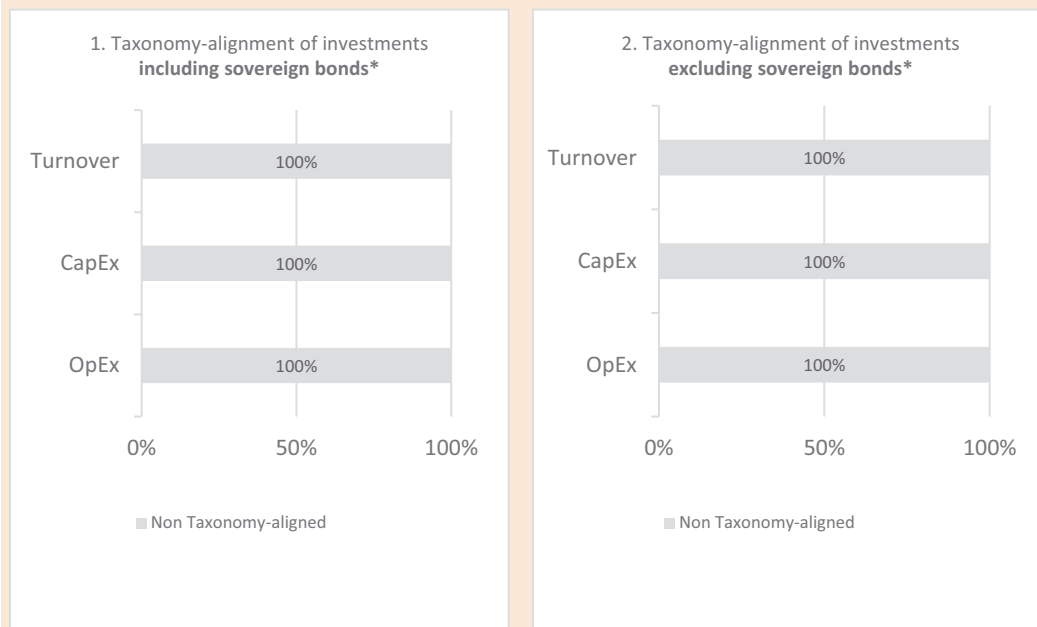 1. Taxonomy-alignment of investments
including sovereign bonds*
Turnover
100%
CapEx
100%
OpEx
100%
0% 50% 100%
Non Taxonomy-aligned
2. Taxonomy-alignment of investments
excluding sovereign bonds*
Turnover
100%
CapEx
100%
OpEx
100%
0% 50% 100%
Non Taxonomy-aligned